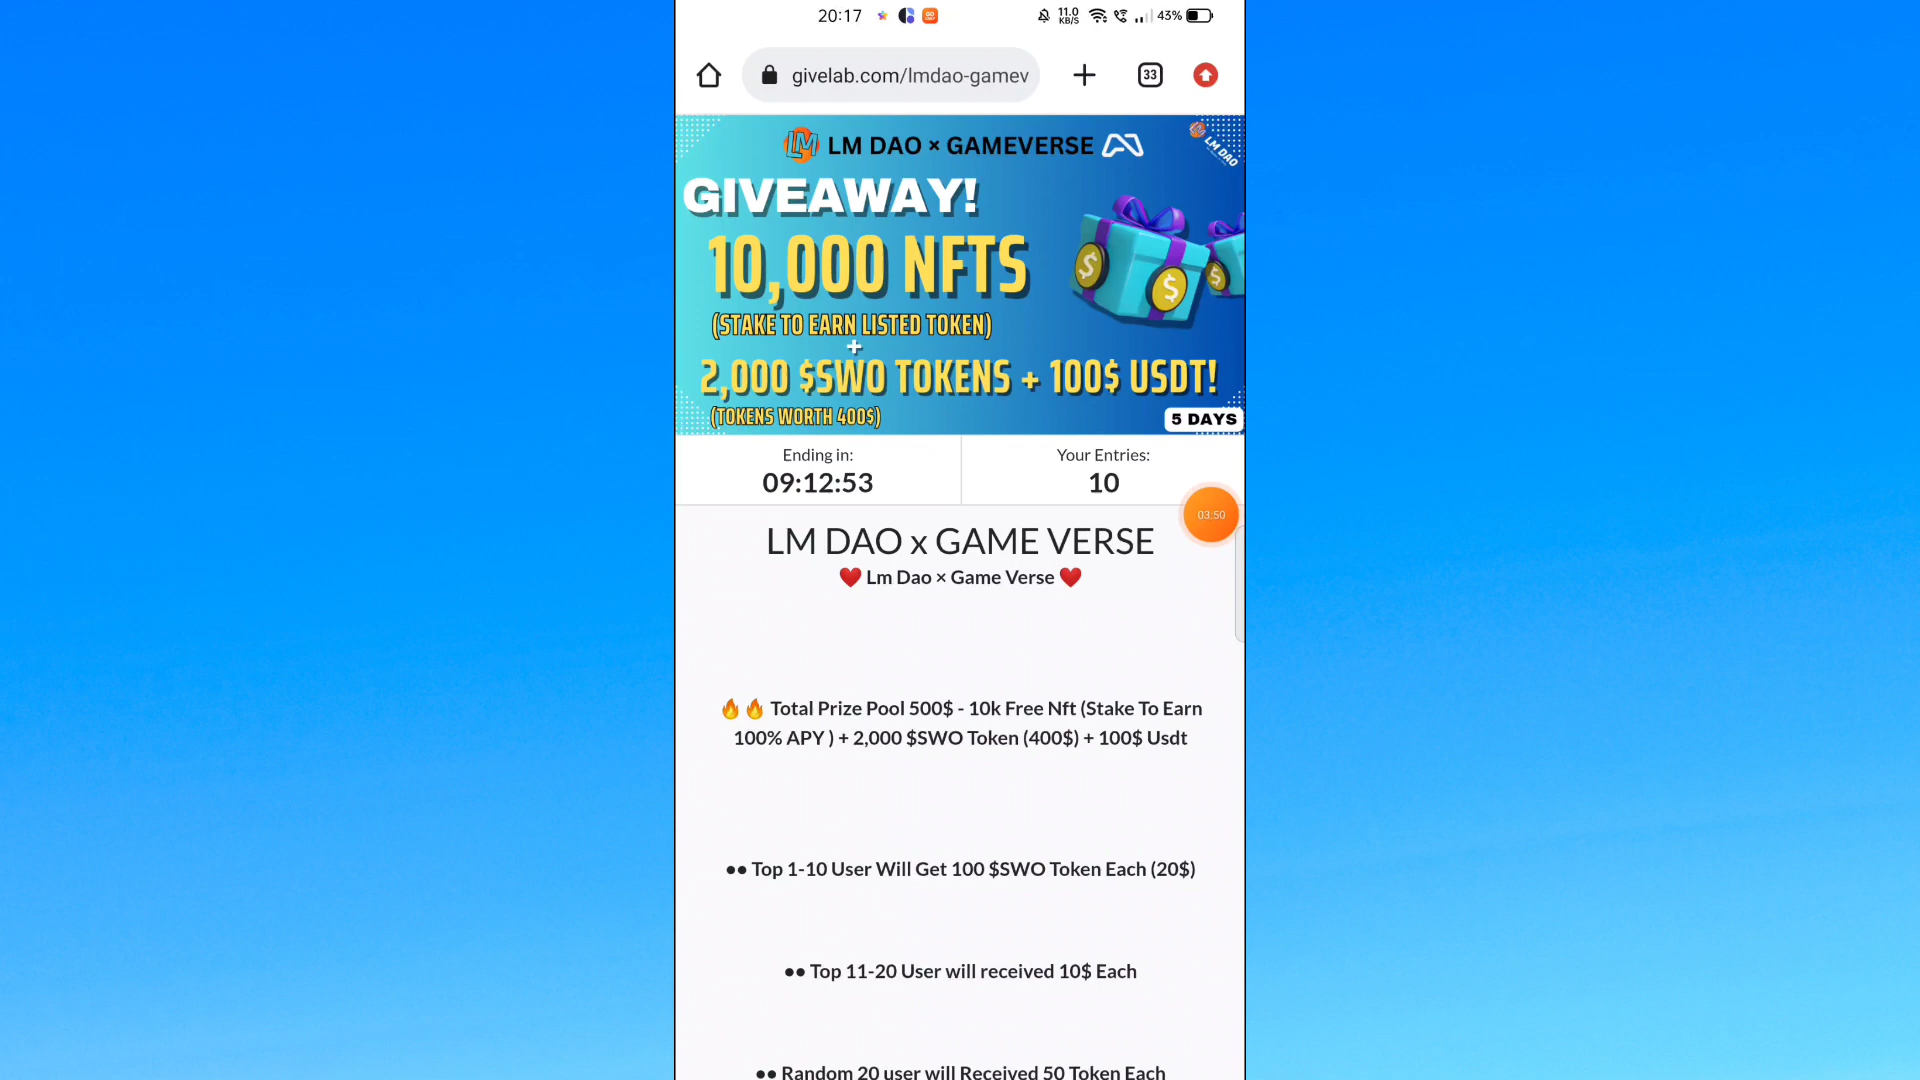 20:17 GO 11.0 KB/S 43%
givelab.com/lmdao-gamev 33
LM LM DAO × GAMEVERSE
LM DAO
GIVEAWAY!
10,000 NFTS
(STAKE TO EARN LISTED TOKEN)
+
2,000 $SWO TOKENS + 100$ USDT!
(TOKENS WORTH 400$)
5 DAYS
Ending in:
09:12:53
Your Entries:
10
03:50
LM DAO x GAME VERSE
❤️ Lm Dao × Game Verse ❤️
🔥🔥 Total Prize Pool 500$ - 10k Free Nft (Stake To Earn
100% APY ) + 2,000 $SWO Token (400$) + 100$ Usdt
●● Top 1-10 User Will Get 100 $SWO Token Each (20$)
●● Top 11-20 User will received 10$ Each
●● Random 20 user will Received 50 Token Each